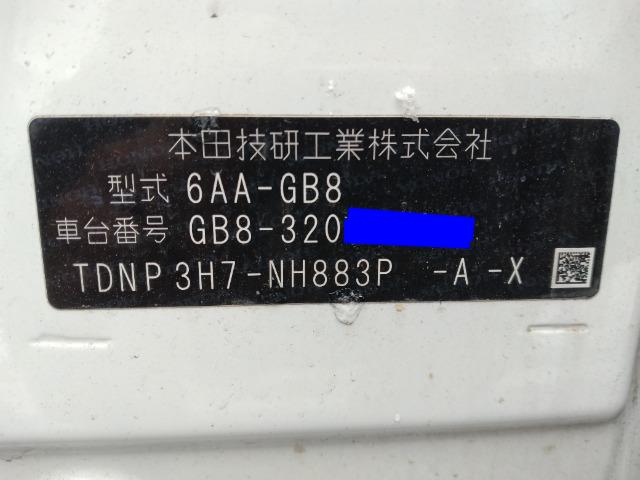 本田技研工業株式会社
型式 6AA-GB8
車台番号 GB8-320
TDNP 3H7-NH883P -A -X